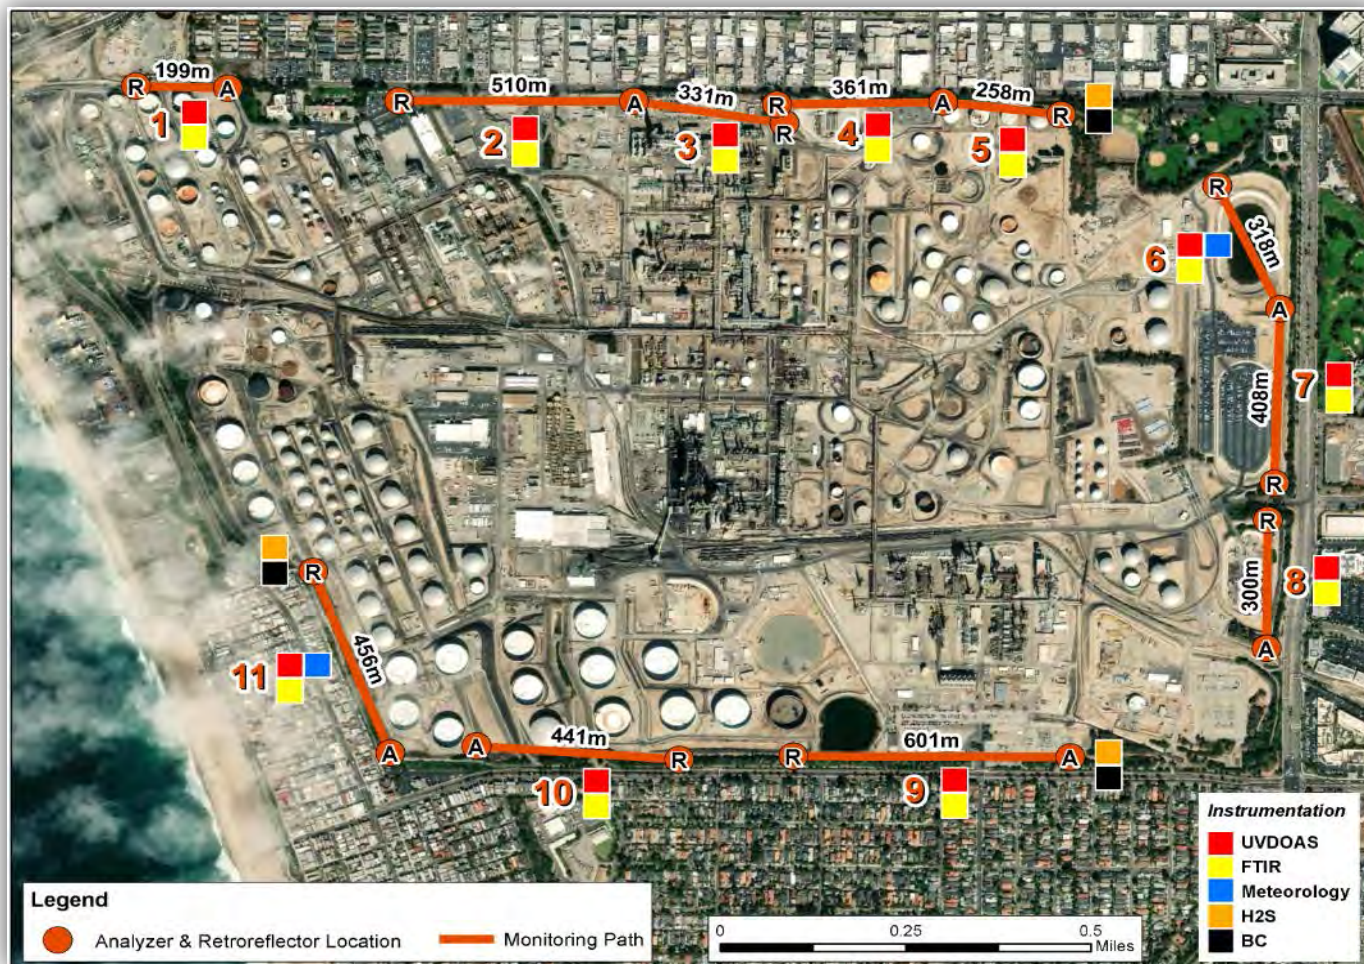 199m
R
A
1
R
510m
A
2
331m
R
R
3
361m
A
4
258m
R
5
R
318m
6
A
408m
7
R
R
300m
8
A
R
456m
11
A
A
441m
R
10
R
601m
A
9
Legend
Analyzer & Retroreflector Location
Monitoring Path
0 0.25 0.5
Miles
Instrumentation
UVDOAS
FTIR
Meteorology
H2S
BC